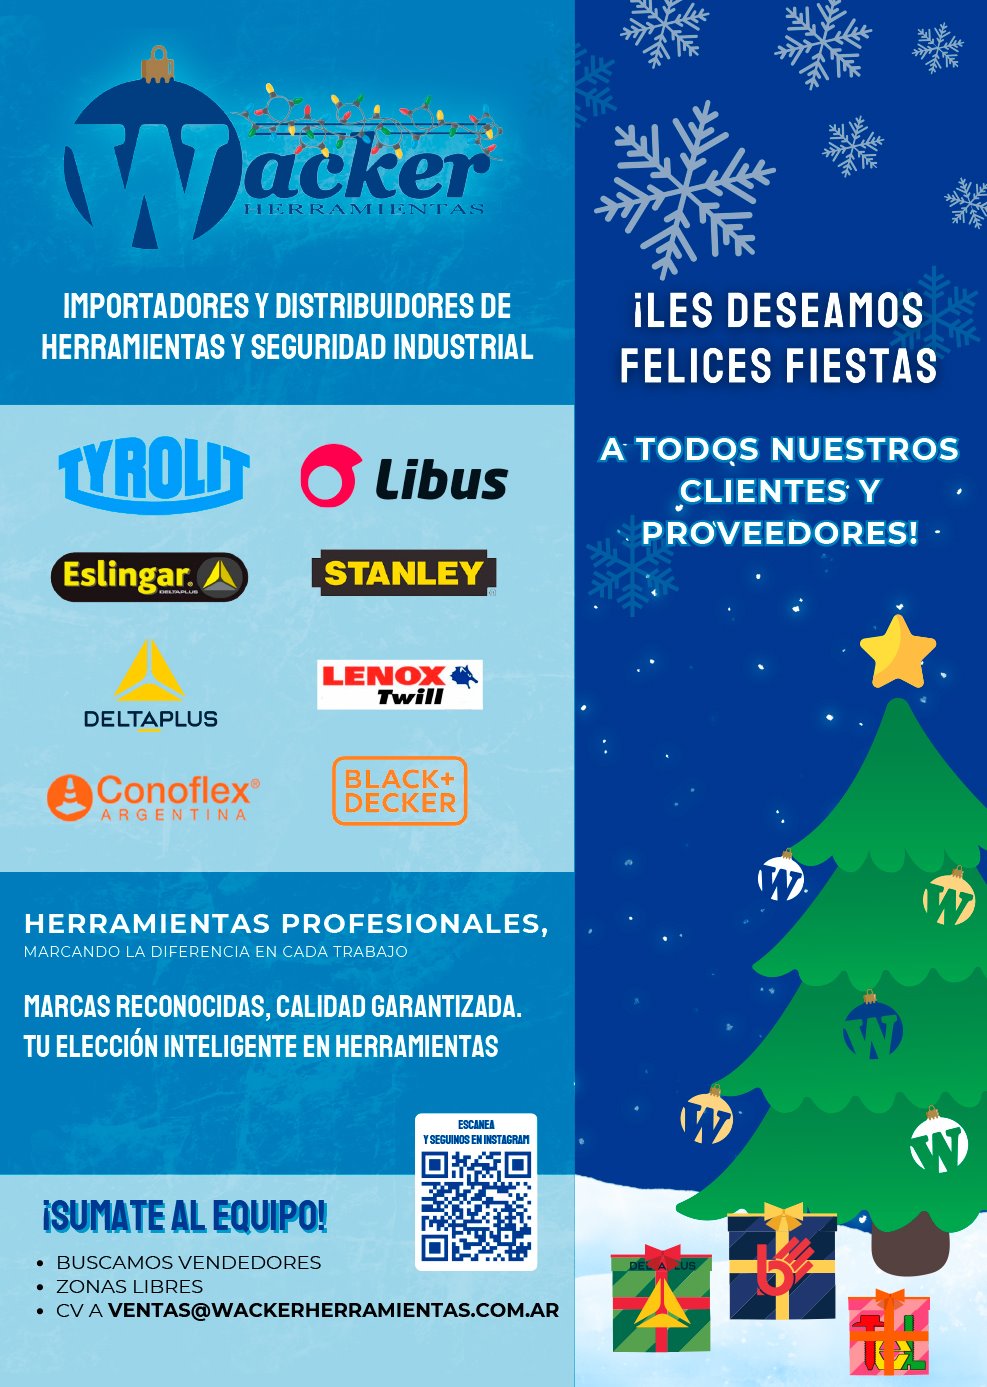 Wacker
HERRAMIENTAS
IMPORTADORES Y DISTRIBUIDORES DE
HERRAMIENTAS Y SEGURIDAD INDUSTRIAL
TYROLIT
Libus
Eslingar®
DELTAPLUS
STANLEY
DELTAPLUS
LENOX
Twill
Conoflex®
ARGENTINA
BLACK+
DECKER
HERRAMIENTAS PROFESIONALES,
MARCANDO LA DIFERENCIA EN CADA TRABAJO
MARCAS RECONOCIDAS, CALIDAD GARANTIZADA.
TU ELECCIÓN INTELIGENTE EN HERRAMIENTAS
ESCANEA
Y SEGUINOS EN INSTAGRAM
¡SUMATE AL EQUIPO!
• BUSCAMOS VENDEDORES
• ZONAS LIBRES
• CV A VENTAS@WACKERHERRAMIENTAS.COM.AR
¡LES DESEAMOS
FELICES FIESTAS
A TODOS NUESTROS
CLIENTES Y
PROVEEDORES!
W
W
W
W
W
DELTAPLUS
b